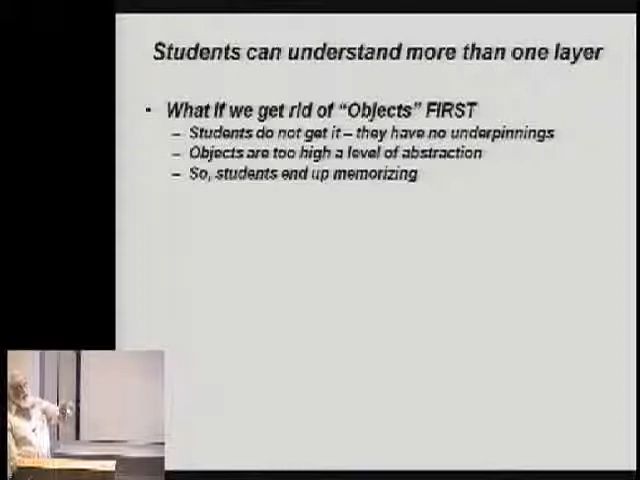 Students can understand more than one layer
• What if we get rid of "Objects" FIRST
– Students do not get it – they have no underpinnings
– Objects are too high a level of abstraction
– So, students end up memorizing